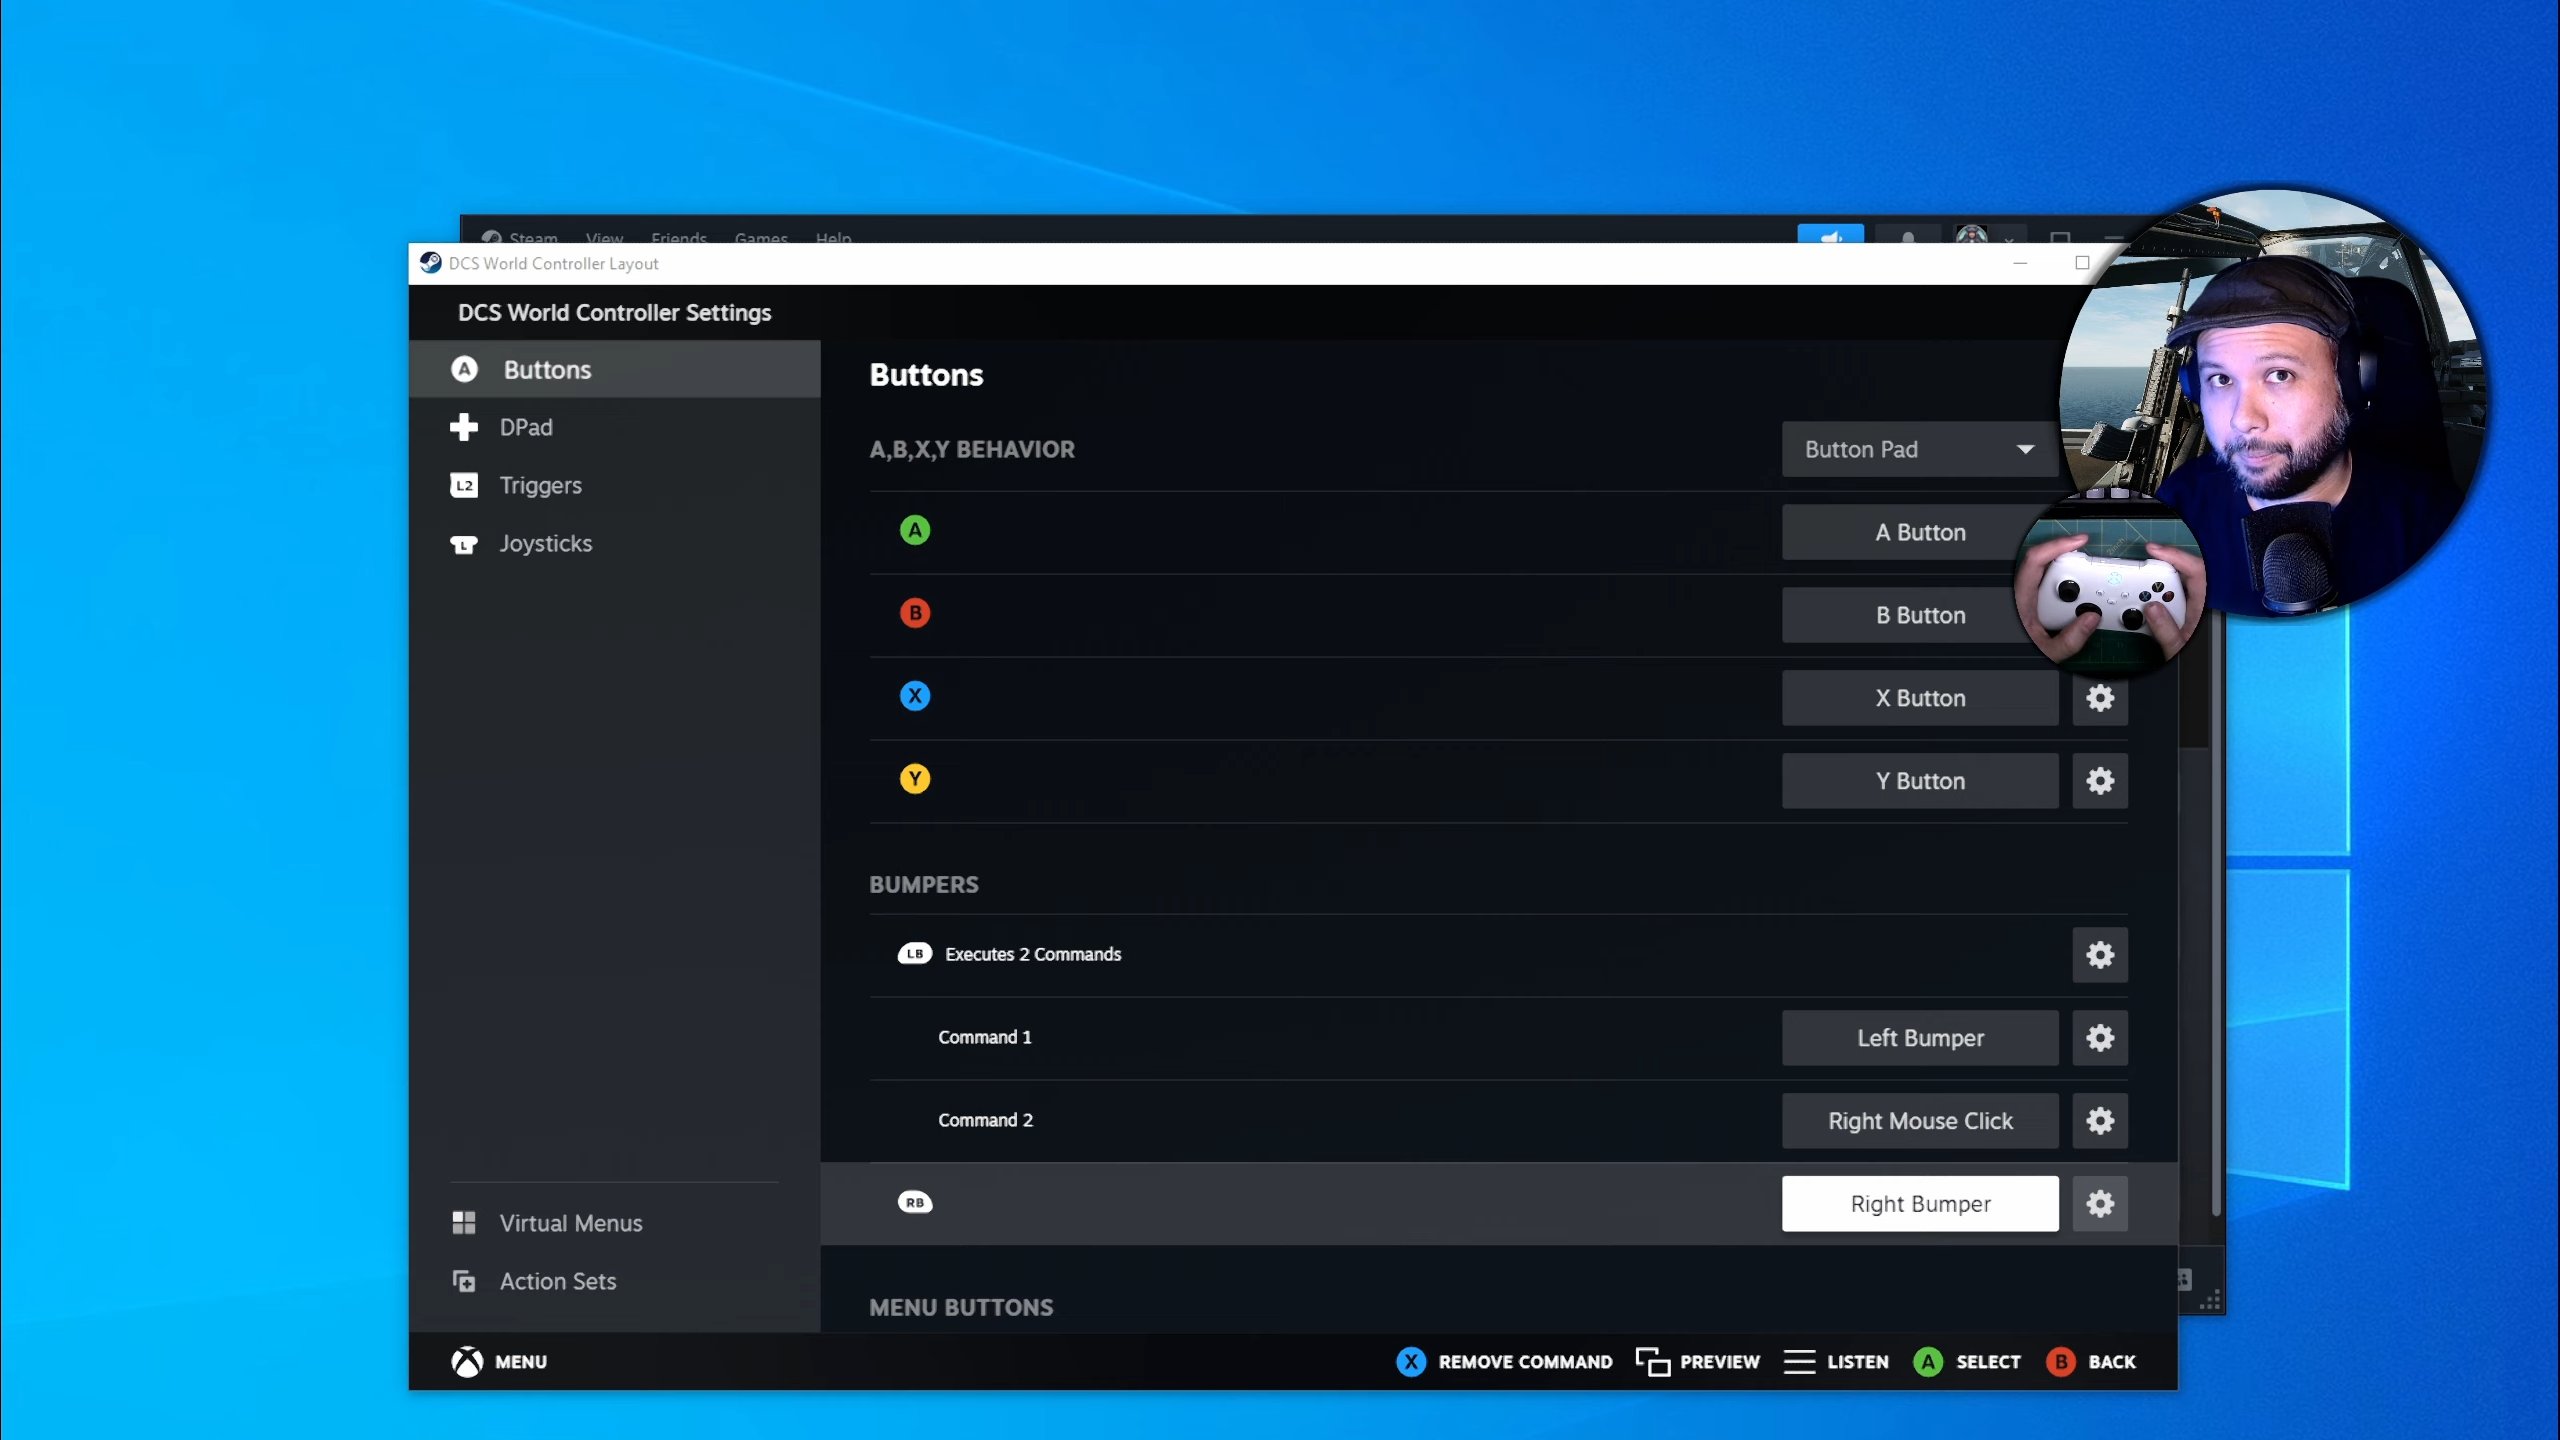 Steam View Friends Games Help
DCS World Controller Layout
DCS World Controller Settings
A Buttons
DPad
L2 Triggers
L Joysticks
Virtual Menus
Action Sets
Buttons
A,B,X,Y BEHAVIOR Button Pad
A A Button
B B Button
X X Button
Y Y Button
BUMPERS
LB Executes 2 Commands
Command 1 Left Bumper
Command 2 Right Mouse Click
RB Right Bumper
MENU BUTTONS
MENU X REMOVE COMMAND PREVIEW LISTEN A SELECT B BACK